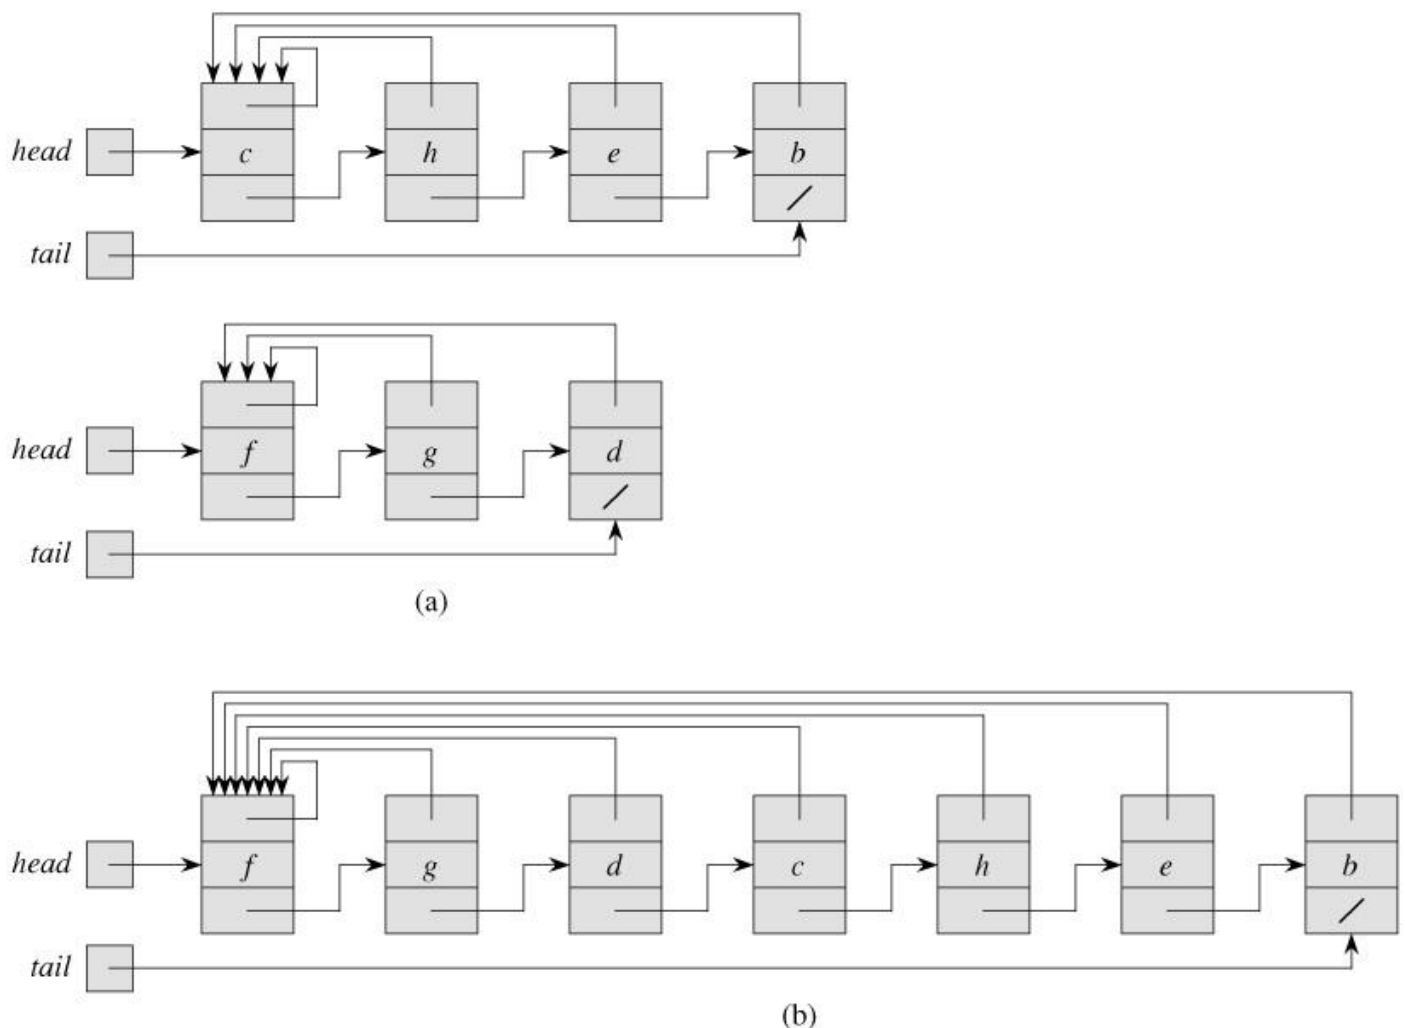 head c h e b
tail
head f g d
tail
(a)
head f g d c h e b
tail
(b)